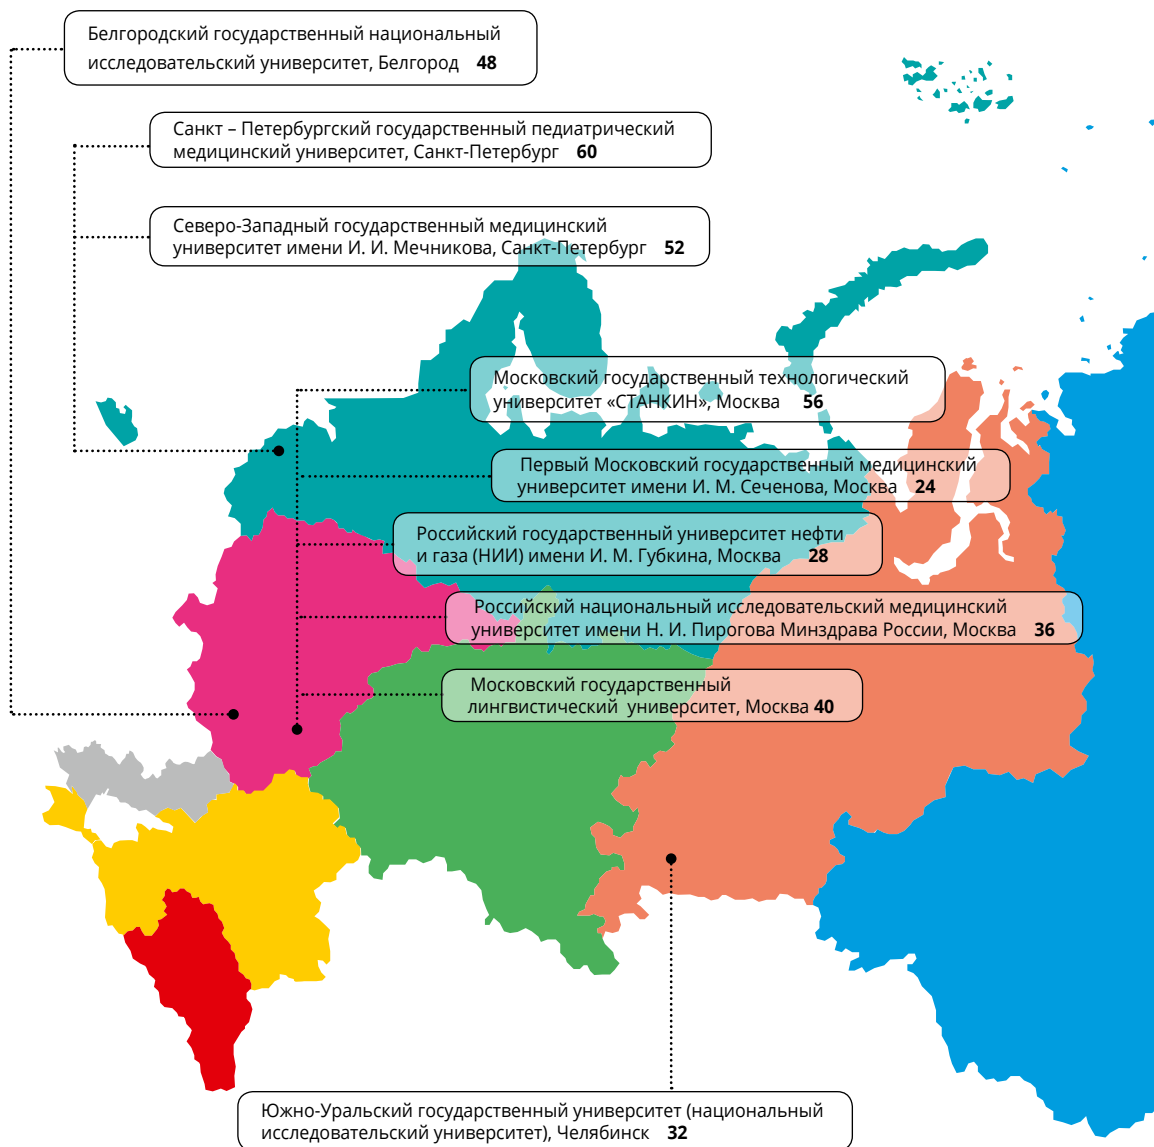 Белгородский государственный национальный
исследовательский университет, Белгород 48
Санкт – Петербургский государственный педиатрический
медицинский университет, Санкт-Петербург 60
Северо-Западный государственный медицинский
университет имени И. И. Мечникова, Санкт-Петербург 52
Московский государственный технологический
университет «СТАНКИН», Москва 56
Первый Московский государственный медицинский
университет имени И. М. Сеченова, Москва 24
Российский государственный университет нефти
и газа (НИИ) имени И. М. Губкина, Москва 28
Российский национальный исследовательский медицинский
университет имени Н. И. Пирогова Минздрава России, Москва 36
Московский государственный
лингвистический университет, Москва 40
Южно-Уральский государственный университет (национальный
исследовательский университет), Челябинск 32